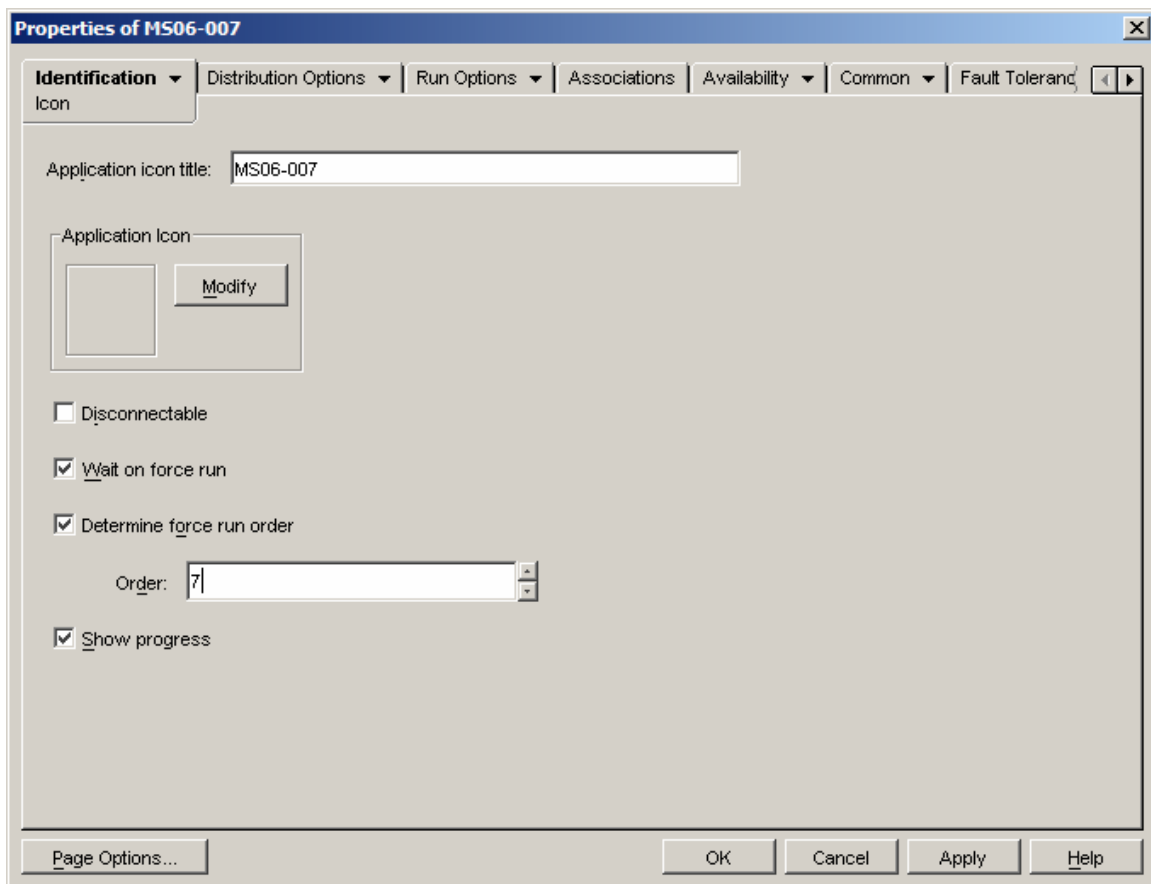 Properties of MS06-007
Identification Distribution Options Run Options Associations Availability Common Fault Toleranc
Icon
Application icon title: MS06-007
Application Icon
Modify
Disconnectable
Wait on force run
Determine force run order
Order: 7
Show progress
Page Options... OK Cancel Apply Help